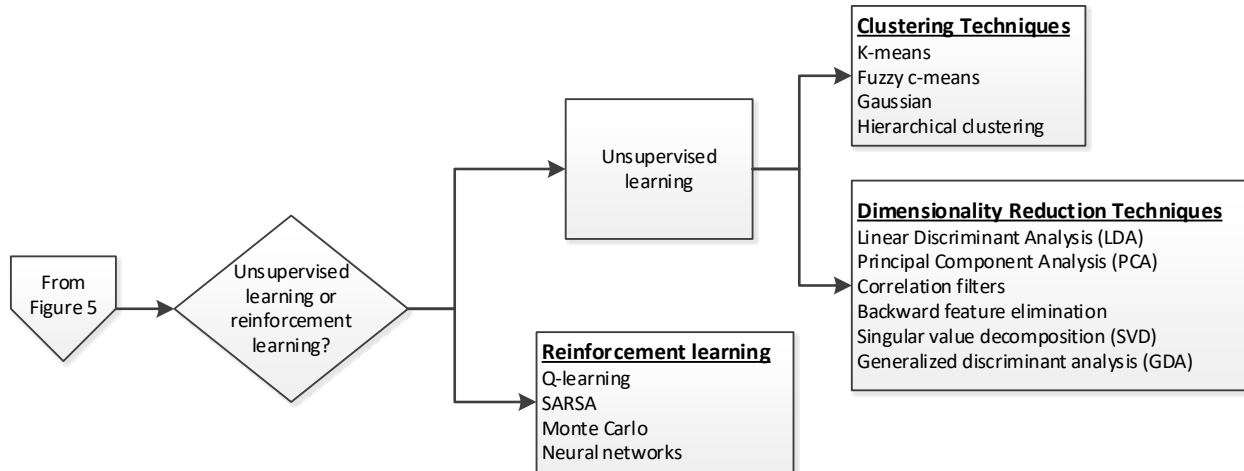 From
Figure 5
Unsupervised
learning or
reinforcement
learning?
Unsupervised
learning
Clustering Techniques
K-means
Fuzzy c-means
Gaussian
Hierarchical clustering
Dimensionality Reduction Techniques
Linear Discriminant Analysis (LDA)
Principal Component Analysis (PCA)
Correlation filters
Backward feature elimination
Singular value decomposition (SVD)
Generalized discriminant analysis (GDA)
Reinforcement learning
Q-learning
SARSA
Monte Carlo
Neural networks